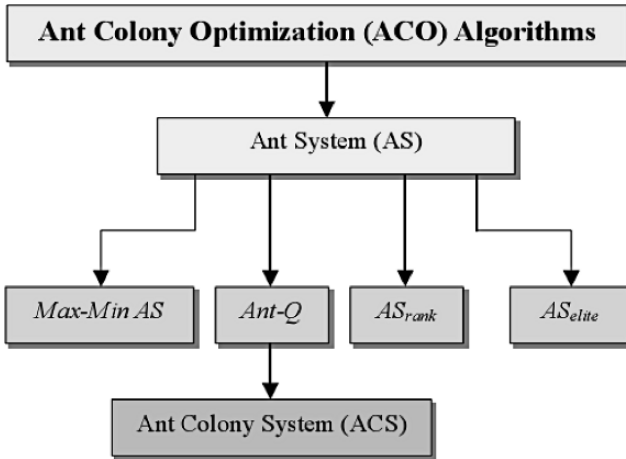 Ant Colony Optimization (ACO) Algorithms
Ant System (AS)
Max-Min AS
Ant-Q
ASrank
ASelite
Ant Colony System (ACS)